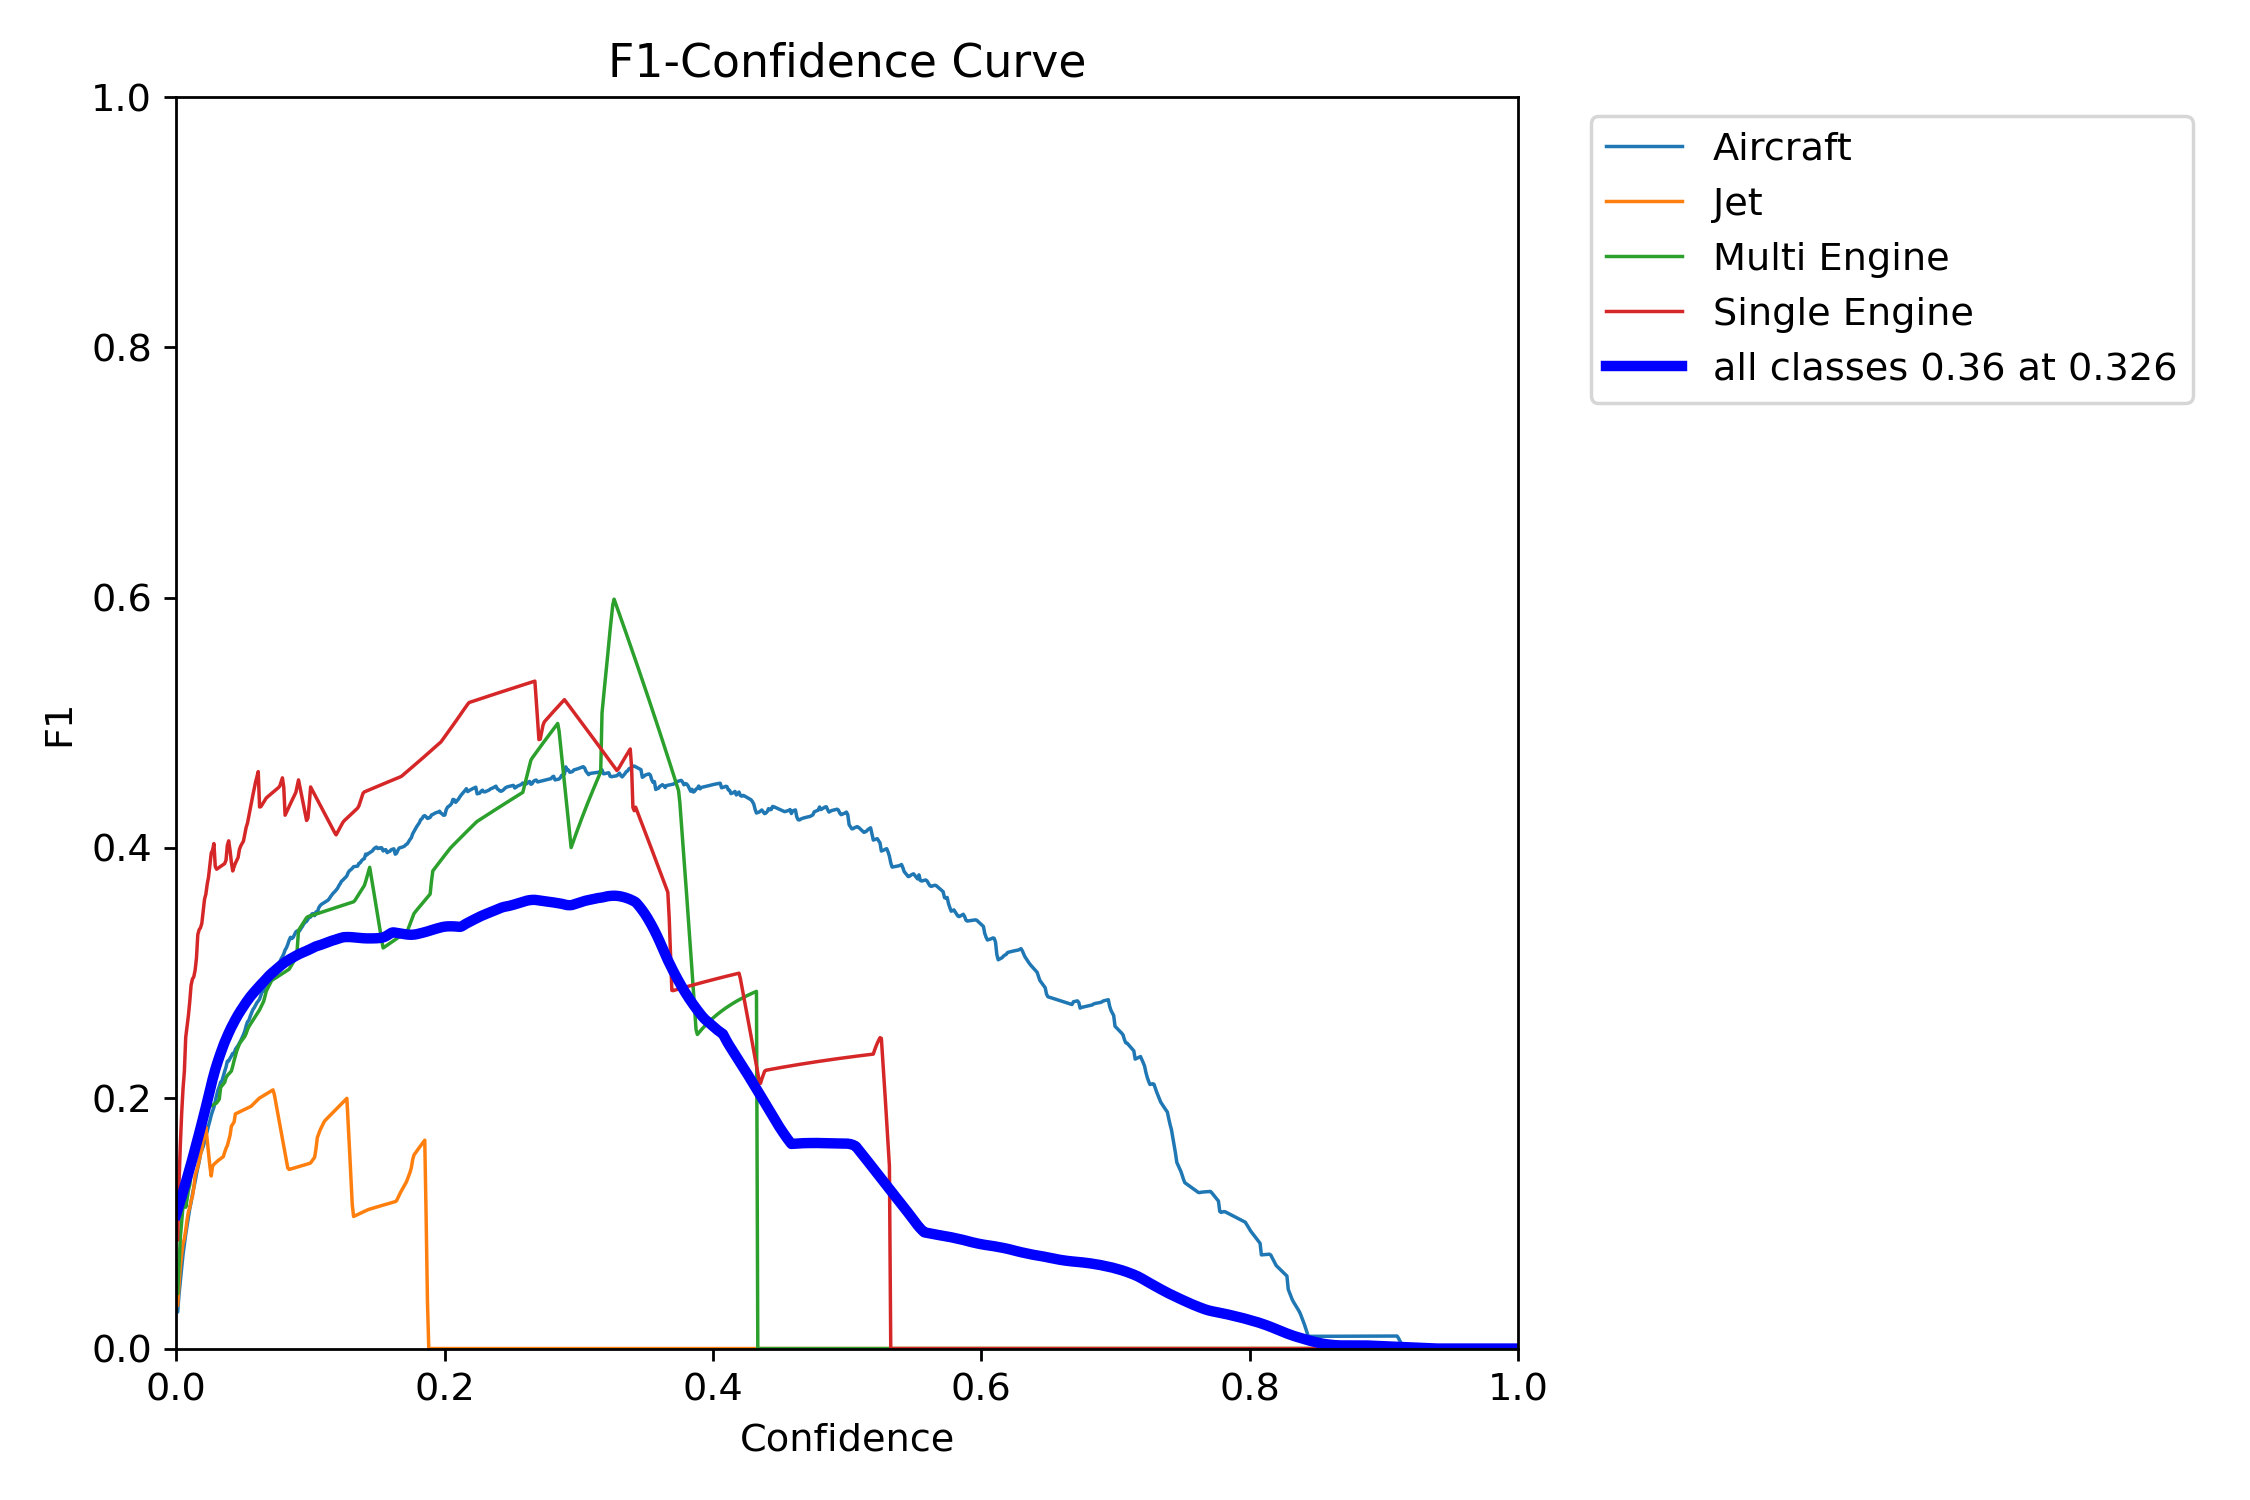 F1-Confidence Curve
1.0
0.8
0.6
0.4
0.2
0.0
F1
0.0 0.2 0.4 0.6 0.8 1.0
Confidence
Aircraft
Jet
Multi Engine
Single Engine
all classes 0.36 at 0.326